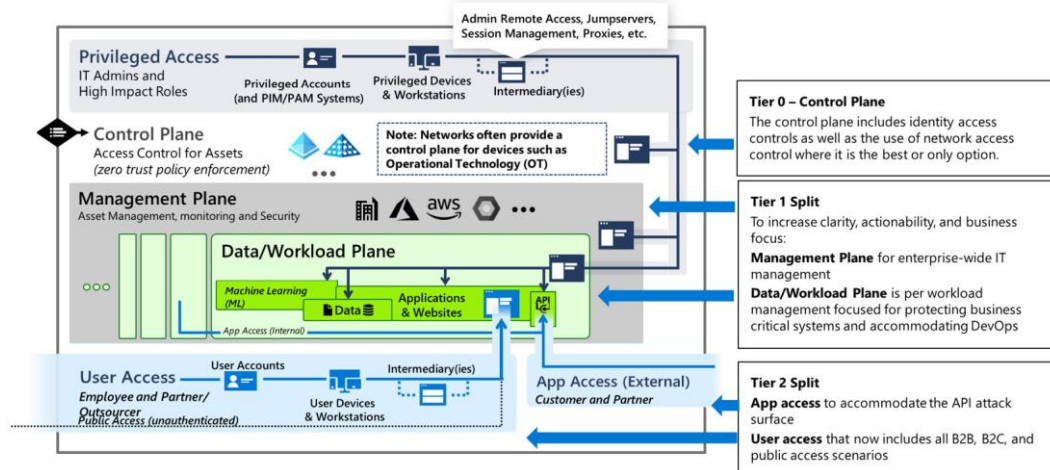 Admin Remote Access, Jumpservers,
Session Management, Proxies, etc.
Privileged Access
IT Admins and
High Impact Roles
Privileged Accounts
(and PIM/PAM Systems)
Privileged Devices
& Workstations
Intermediary(ies)
Control Plane
Access Control for Assets
(zero trust policy enforcement)
Note: Networks often provide a
control plane for devices such as
Operational Technology (OT)
Management Plane
Asset Management, monitoring and Security
aws
Data/Workload Plane
Machine Learning
(ML)
Data
Applications
& Websites
API
App Access (Internal)
User Access
Employee and Partner/
Outsourcer
Public Access (unauthenticated)
User Accounts
User Devices
& Workstations
Intermediary(ies)
App Access (External)
Customer and Partner
Tier 0 – Control Plane
The control plane includes identity access
controls as well as the use of network access
control where it is the best or only option.
Tier 1 Split
To increase clarity, actionability, and business
focus:
Management Plane for enterprise-wide IT
management
Data/Workload Plane is per workload
management focused for protecting business
critical systems and accommodating DevOps
Tier 2 Split
App access to accommodate the API attack
surface
User access that now includes all B2B, B2C, and
public access scenarios